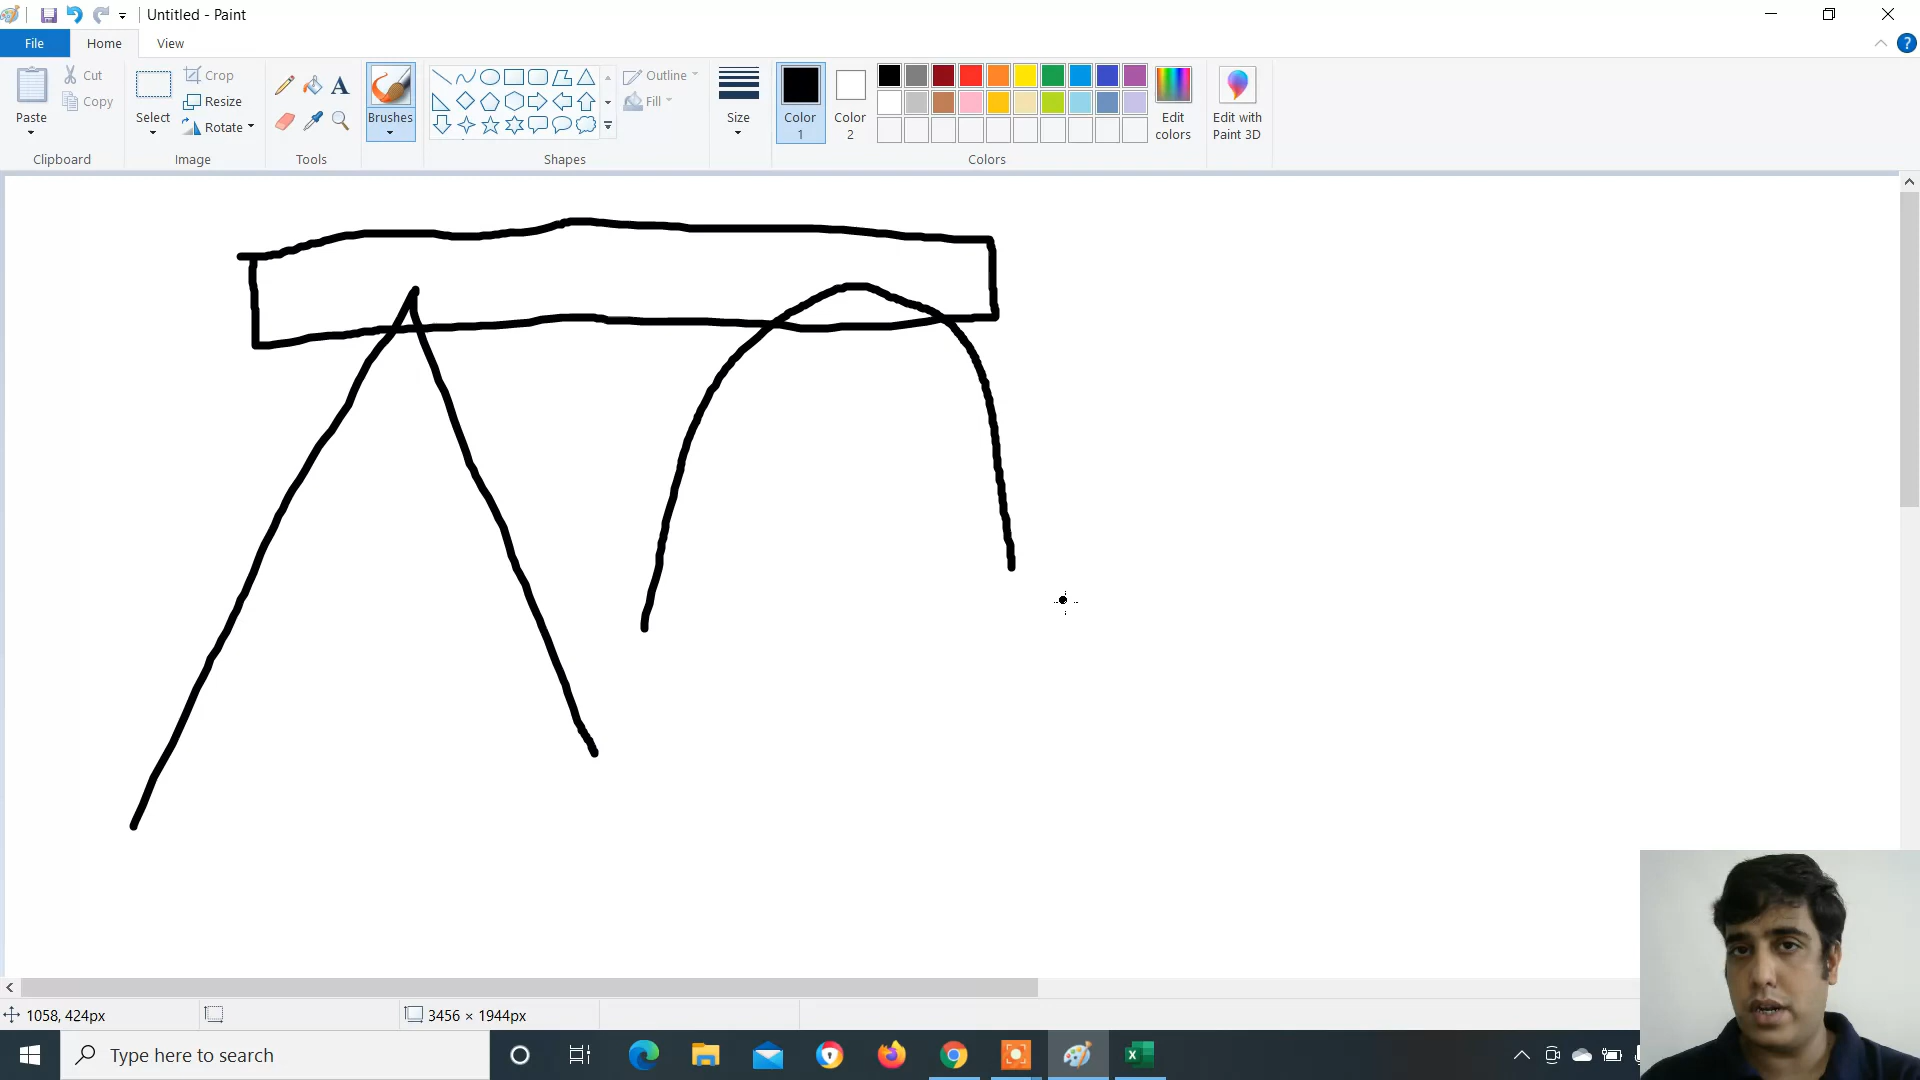 Untitled - Paint
File Home View
Paste
Cut
Copy
Clipboard
Select
Crop
Resize
Rotate
Image
A
Tools
Brushes
Outline
Fill
Shapes
Size
Color 1
Color 2
Edit colors
Edit with Paint 3D
Colors
?
1058, 424px
3456 × 1944px
Type here to search